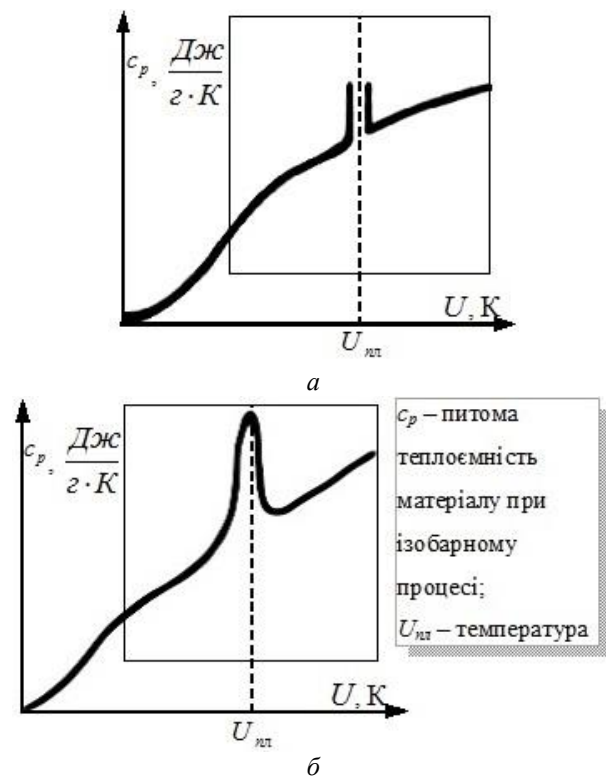 c_p, Дж
г·К
U, К
U_пл
а
c_p, Дж
г·К
U, К
U_пл
б
c_p – питома
теплоємність
матеріалу при
ізобарному
процесі;
U_пл – температура